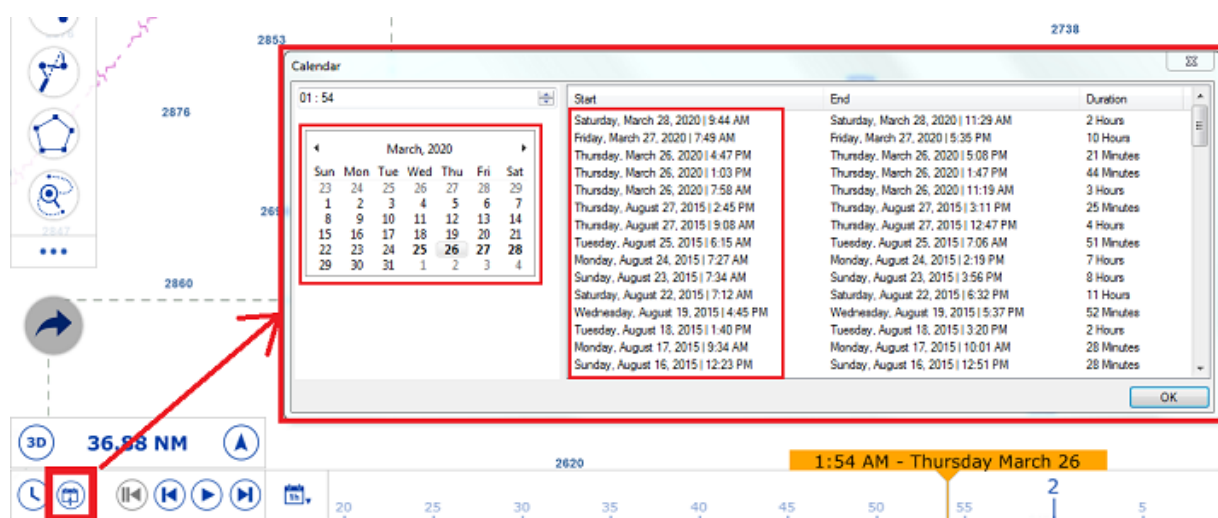 2738
2853
Calendar
01 : 54
Start End Duration
Saturday, March 28, 2020 | 9:44 AM Saturday, March 28, 2020 | 11:29 AM 2 Hours
Friday, March 27, 2020 | 7:49 AM Friday, March 27, 2020 | 5:35 PM 10 Hours
Thursday, March 26, 2020 | 4:47 PM Thursday, March 26, 2020 | 5:08 PM 21 Minutes
Thursday, March 26, 2020 | 1:03 PM Thursday, March 26, 2020 | 1:47 PM 44 Minutes
Thursday, March 26, 2020 | 7:58 AM Thursday, March 26, 2020 | 11:19 AM 3 Hours
Thursday, August 27, 2015 | 2:45 PM Thursday, August 27, 2015 | 3:11 PM 25 Minutes
Thursday, August 27, 2015 | 9:08 AM Thursday, August 27, 2015 | 12:47 PM 4 Hours
Tuesday, August 25, 2015 | 6:15 AM Tuesday, August 25, 2015 | 7:06 AM 51 Minutes
Monday, August 24, 2015 | 7:27 AM Monday, August 24, 2015 | 2:19 PM 7 Hours
Sunday, August 23, 2015 | 7:34 AM Sunday, August 23, 2015 | 3:56 PM 8 Hours
Saturday, August 22, 2015 | 7:12 AM Saturday, August 22, 2015 | 6:32 PM 11 Hours
Wednesday, August 19, 2015 | 4:45 PM Wednesday, August 19, 2015 | 5:37 PM 52 Minutes
Tuesday, August 18, 2015 | 1:40 PM Tuesday, August 18, 2015 | 3:20 PM 2 Hours
Monday, August 17, 2015 | 9:34 AM Monday, August 17, 2015 | 10:01 AM 28 Minutes
Sunday, August 16, 2015 | 12:23 PM Sunday, August 16, 2015 | 12:51 PM 28 Minutes
March, 2020
Sun Mon Tue Wed Thu Fri Sat
23 24 25 26 27 28 29
1 2 3 4 5 6 7
8 9 10 11 12 13 14
15 16 17 18 19 20 21
22 23 24 25 26 27 28
29 30 31 1 2 3 4
OK
2876
2847
2860
3D 36.88 NM
2620
1:54 AM - Thursday March 26
1h
20 25 30 35 40 45 50 55 2 5